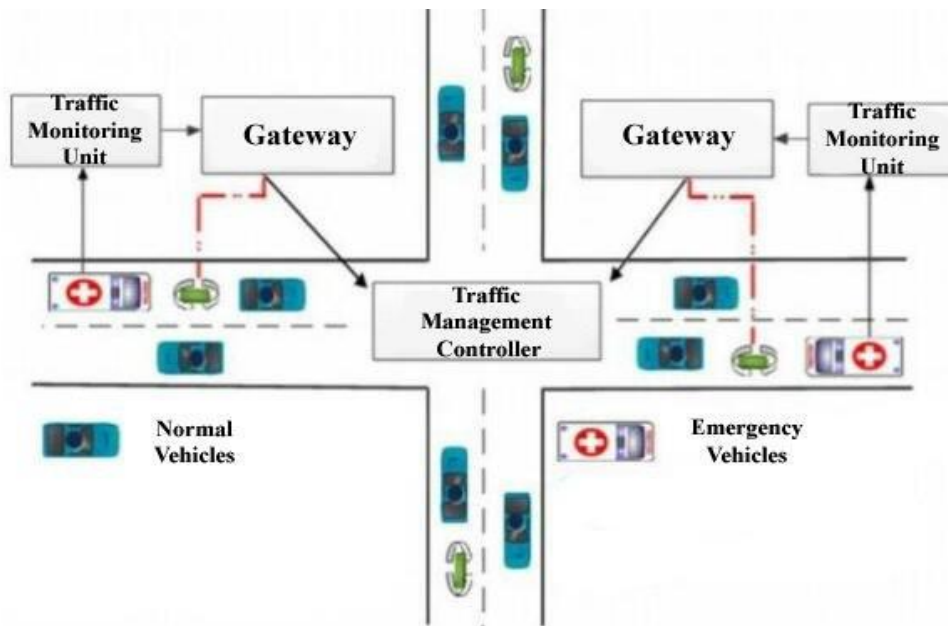 Traffic
Monitoring
Unit
Gateway
Gateway
Traffic
Monitoring
Unit
Traffic
Management
Controller
Normal
Vehicles
Emergency
Vehicles